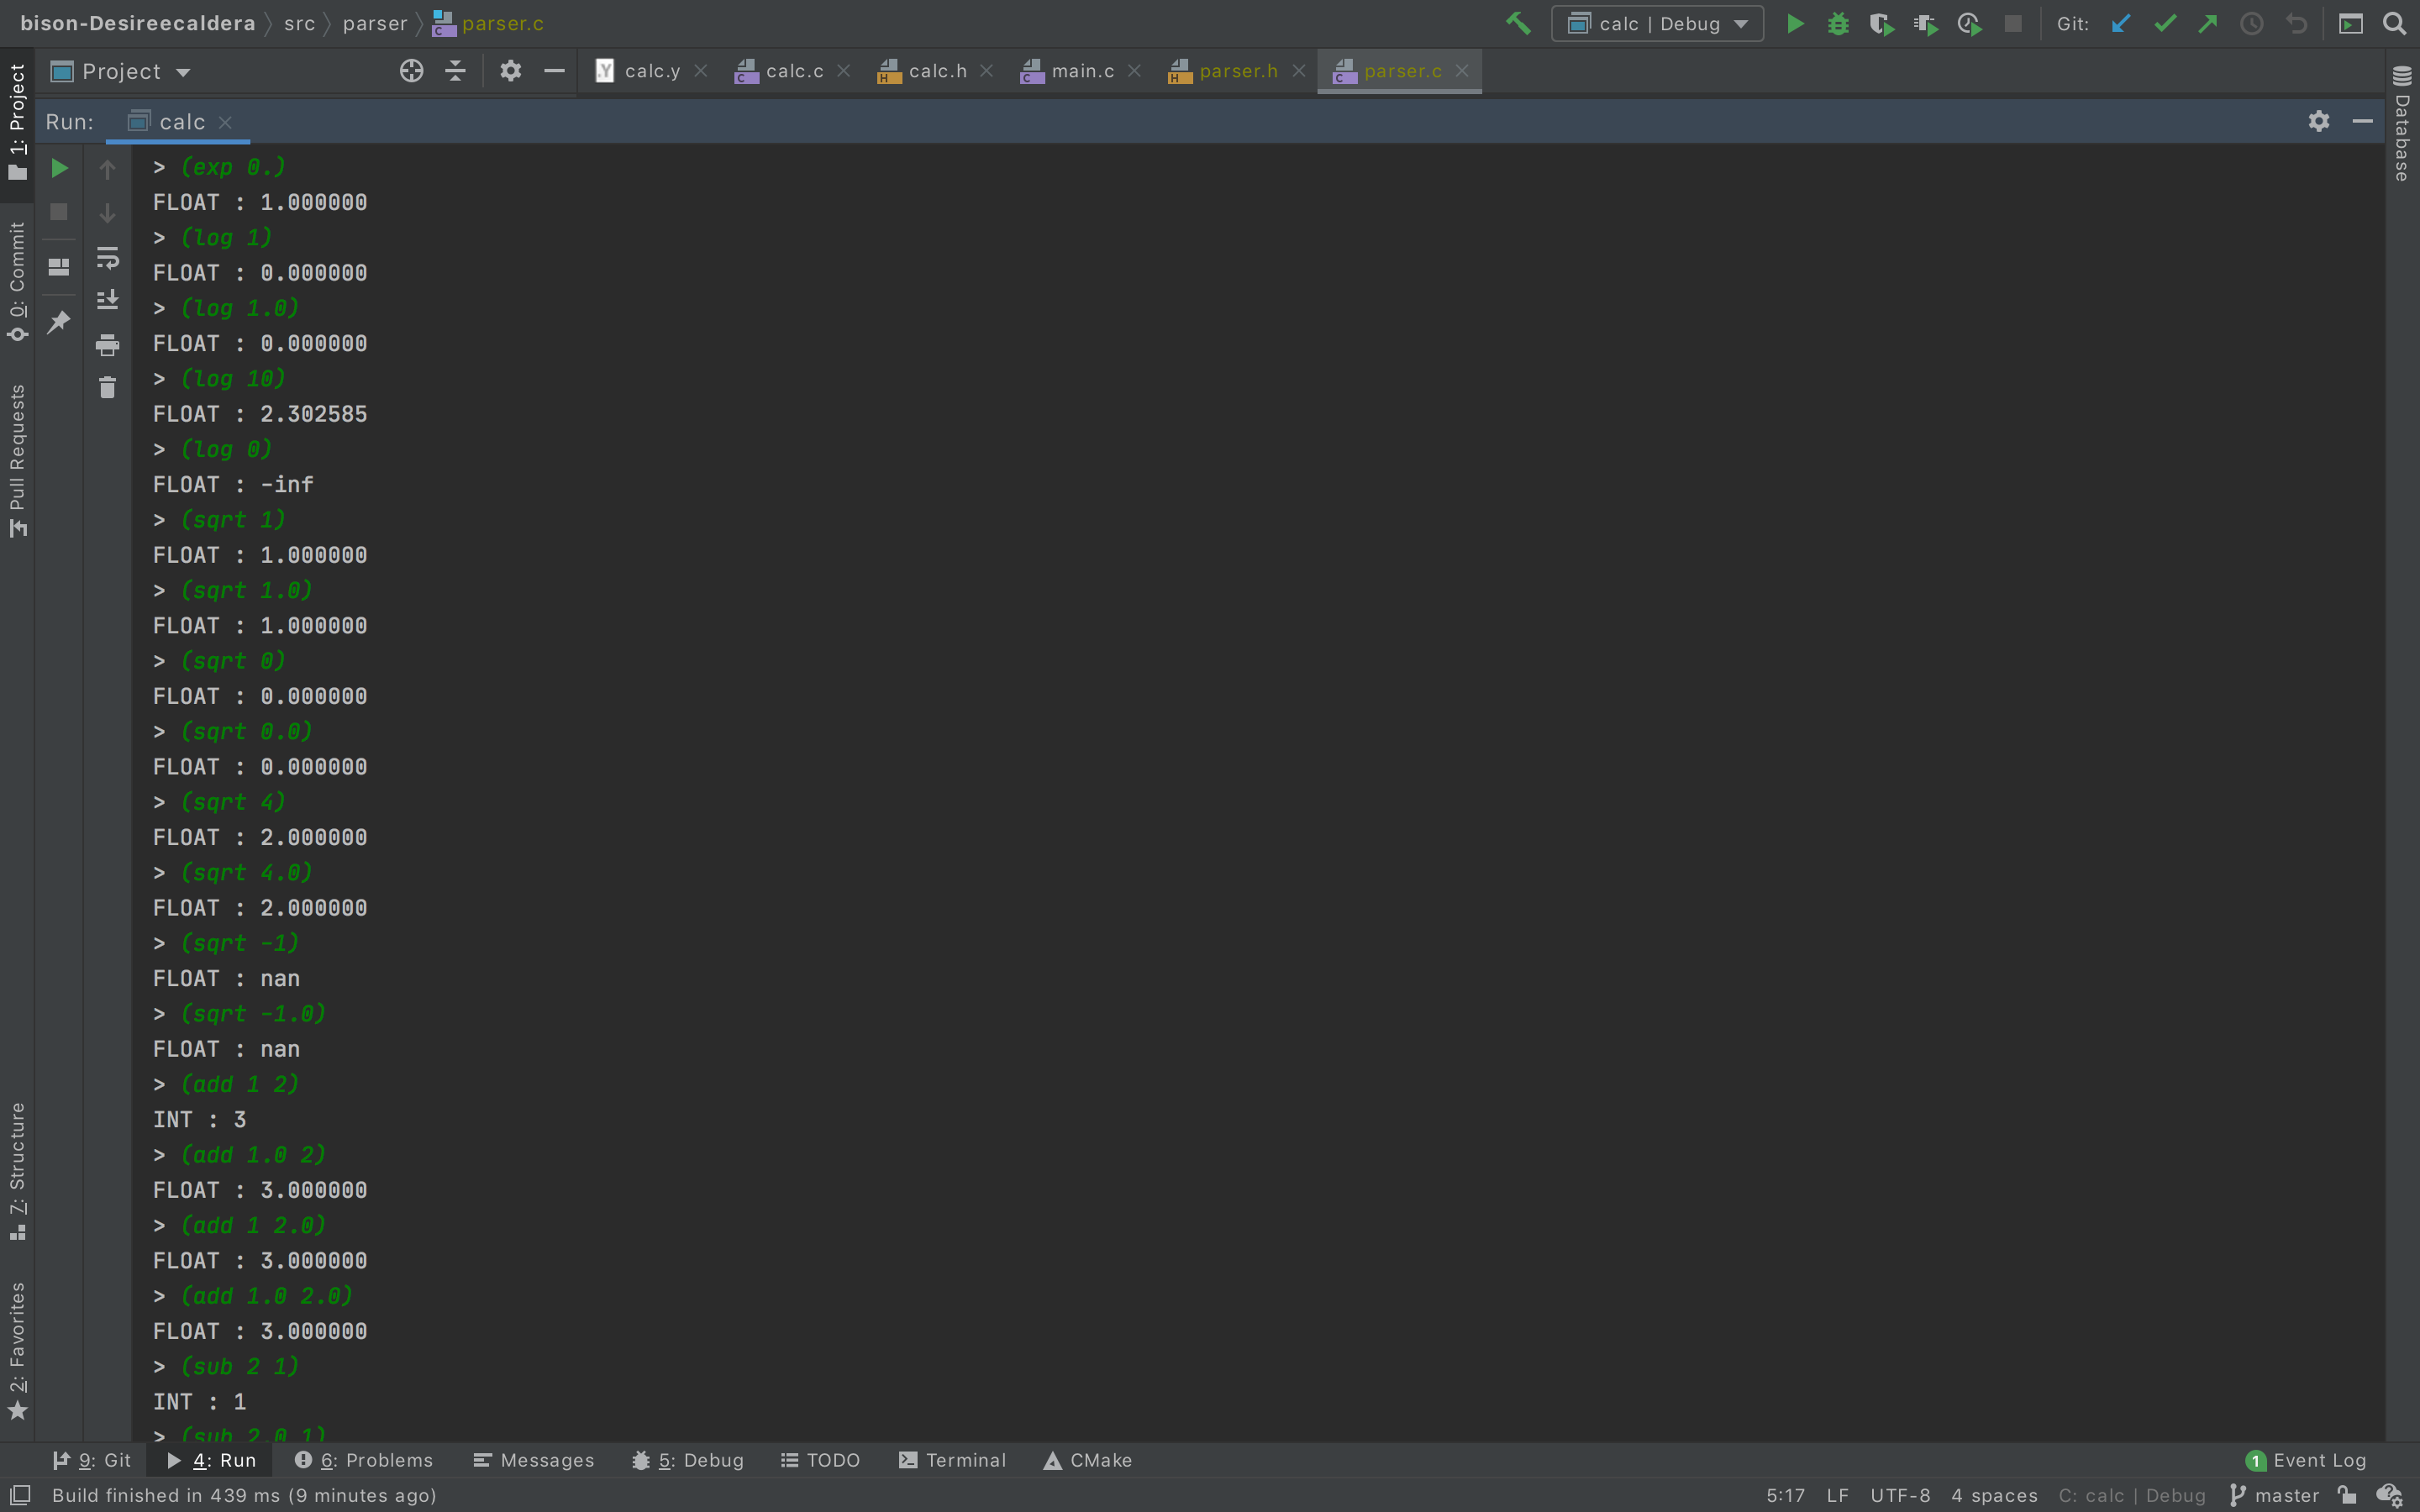 bison-Desireecaldera src parser parser.c
calc | Debug
Git:
Project
calc.y calc.c calc.h main.c parser.h parser.c
Run: calc
1: Project
0: Commit
Pull Requests
7: Structure
2: Favorites
Database
> (exp 0.)
FLOAT : 1.000000
> (log 1)
FLOAT : 0.000000
> (log 1.0)
FLOAT : 0.000000
> (log 10)
FLOAT : 2.302585
> (log 0)
FLOAT : -inf
> (sqrt 1)
FLOAT : 1.000000
> (sqrt 1.0)
FLOAT : 1.000000
> (sqrt 0)
FLOAT : 0.000000
> (sqrt 0.0)
FLOAT : 0.000000
> (sqrt 4)
FLOAT : 2.000000
> (sqrt 4.0)
FLOAT : 2.000000
> (sqrt -1)
FLOAT : nan
> (sqrt -1.0)
FLOAT : nan
> (add 1 2)
INT : 3
> (add 1.0 2)
FLOAT : 3.000000
> (add 1 2.0)
FLOAT : 3.000000
> (add 1.0 2.0)
FLOAT : 3.000000
> (sub 2 1)
INT : 1
> (sub 2.0 1)
9: Git 4: Run 6: Problems Messages 5: Debug TODO Terminal CMake 1 Event Log
Build finished in 439 ms (9 minutes ago) 5:17 LF UTF-8 4 spaces C: calc | Debug master